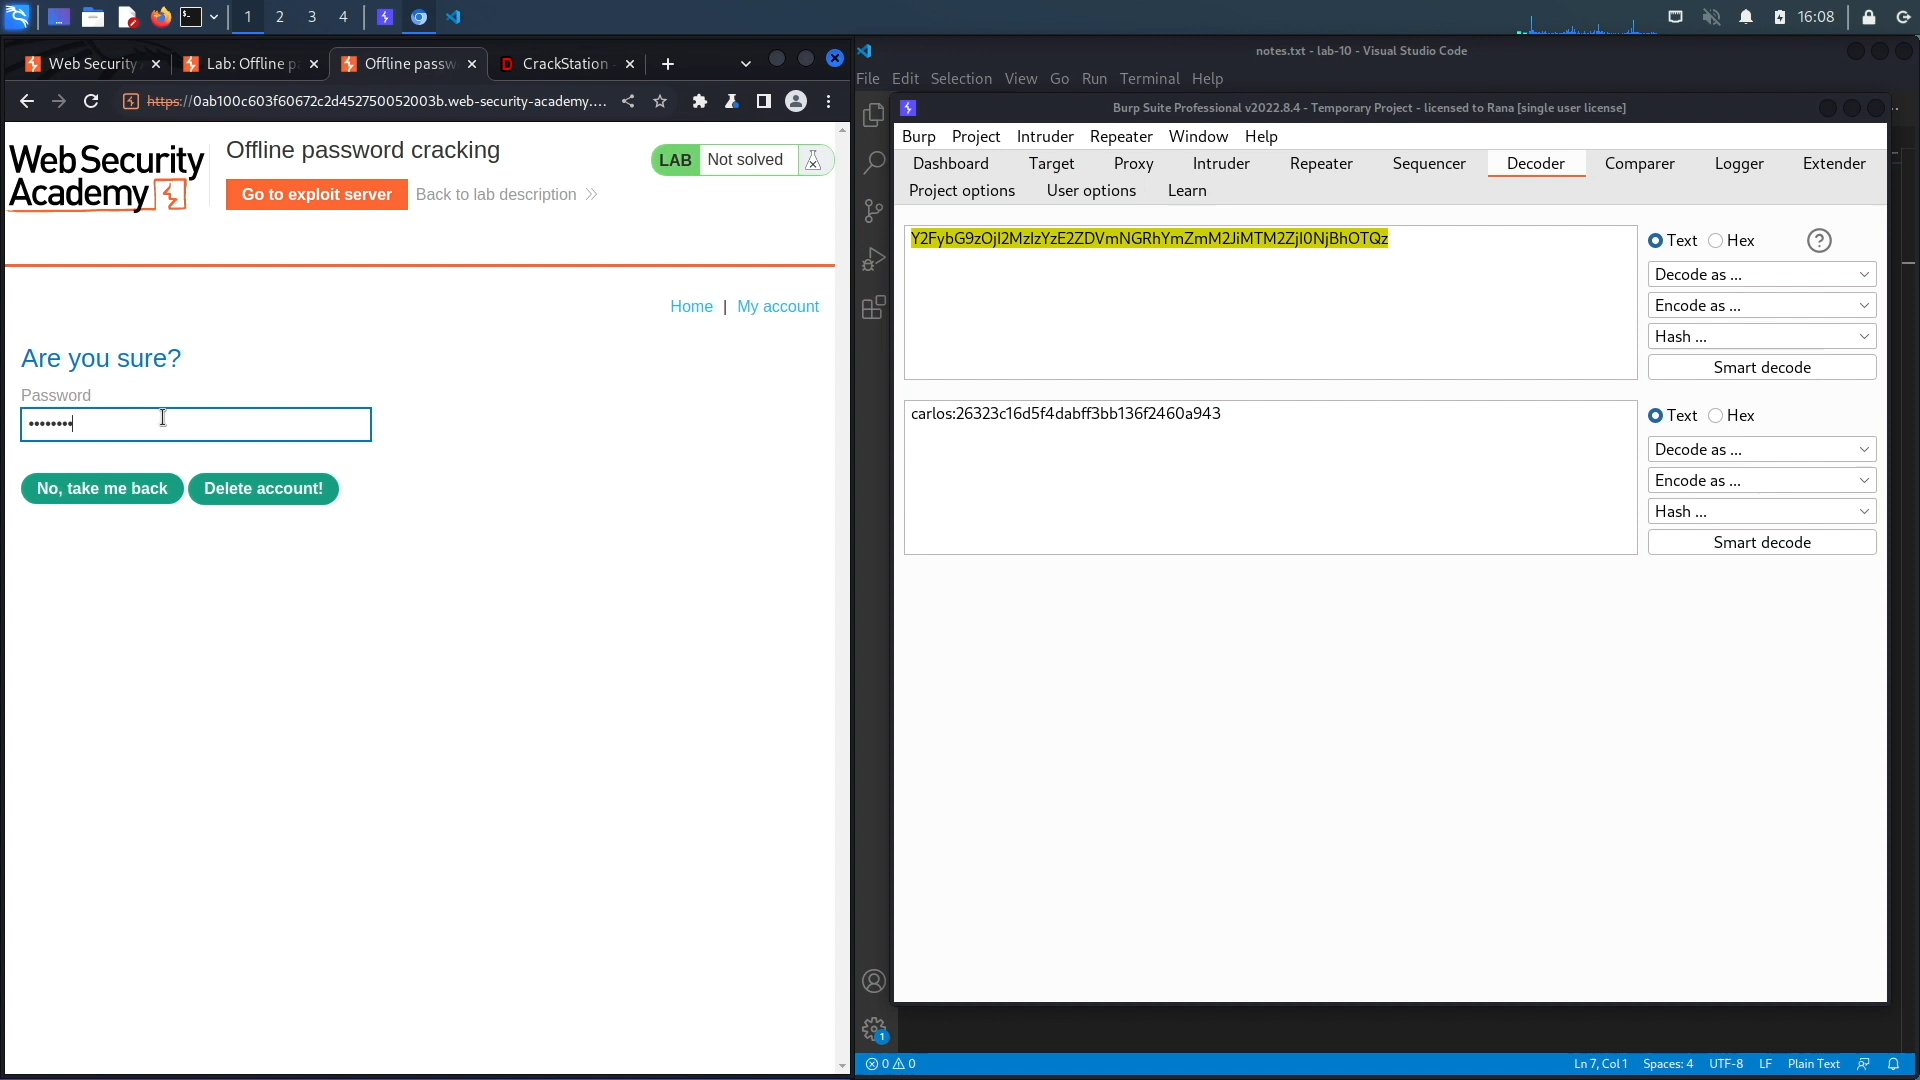 1 2 3 4
16:08
Web Security
Lab: Offline p
Offline passw
CrackStation -
https://0ab100c603f60672c2d452750052003b.web-security-academy....
WebSecurity
Academy
Offline password cracking
Go to exploit server
Back to lab description
LAB Not solved
Home | My account
Are you sure?
Password
••••••••
No, take me back
Delete account!
notes.txt - lab-10 - Visual Studio Code
File Edit Selection View Go Run Terminal Help
Burp Suite Professional v2022.8.4 - Temporary Project - licensed to Rana [single user license]
Burp Project Intruder Repeater Window Help
Dashboard Target Proxy Intruder Repeater Sequencer Decoder Comparer Logger Extender
Project options User options Learn
Y2FybG9zOjI2MzIzYzE2ZDVmNGRhYmZmM2JiMTM2ZjI0NjBhOTQz
Text Hex ?
Decode as ...
Encode as ...
Hash ...
Smart decode
carlos:26323c16d5f4dabff3bb136f2460a943
Text Hex
Decode as ...
Encode as ...
Hash ...
Smart decode
1
0 0
Ln 7, Col 1 Spaces: 4 UTF-8 LF Plain Text